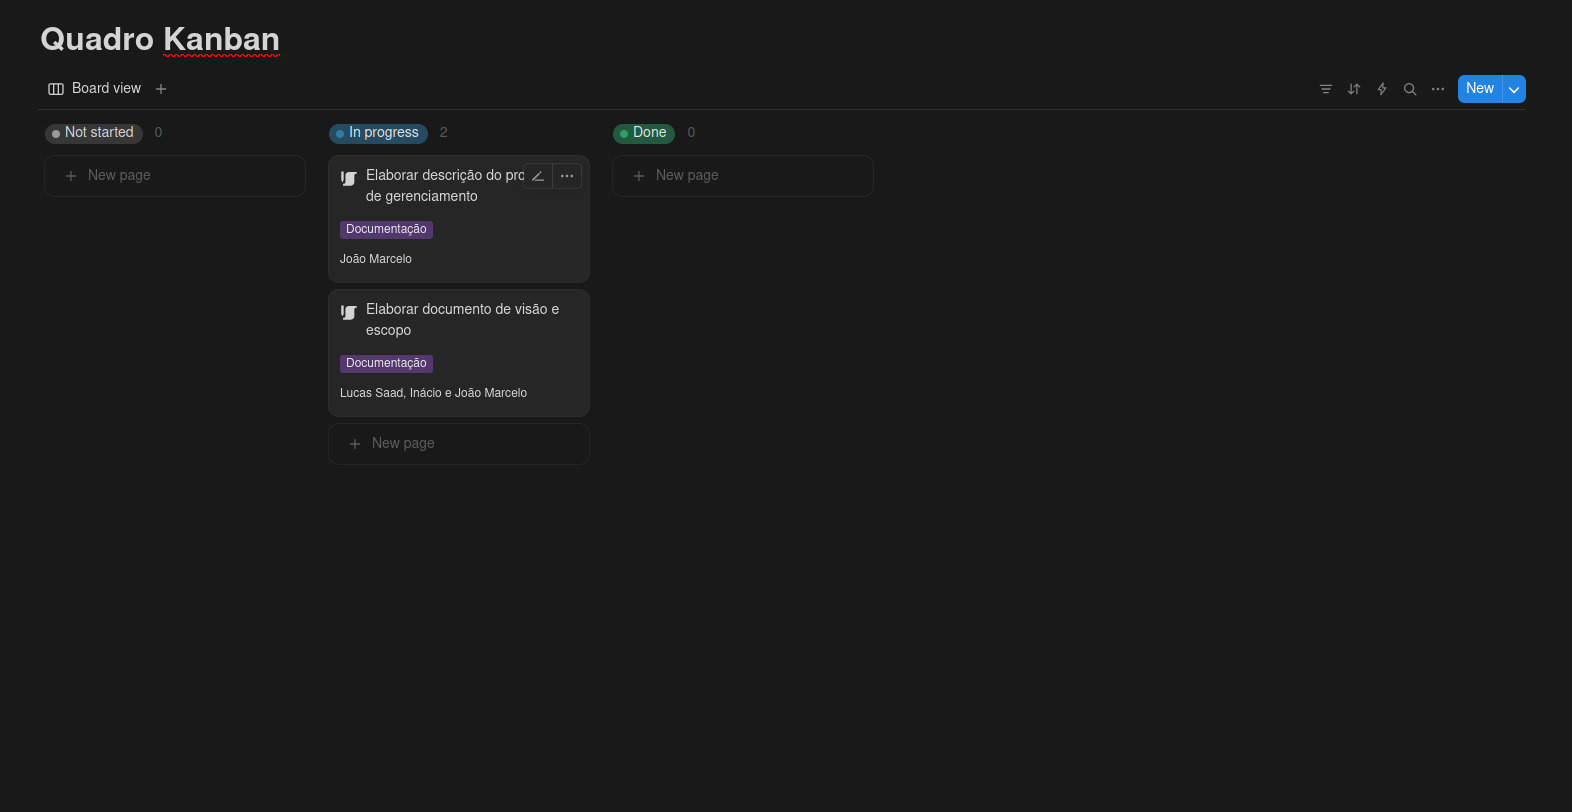 Quadro Kanban
Board view
New
Not started 0
In progress 2
Done 0
New page
Elaborar descrição do
de gerenciamento
Documentação
João Marcelo
Elaborar documento de visão e
escopo
Documentação
Lucas Saad, Inácio e João Marcelo
New page
New page